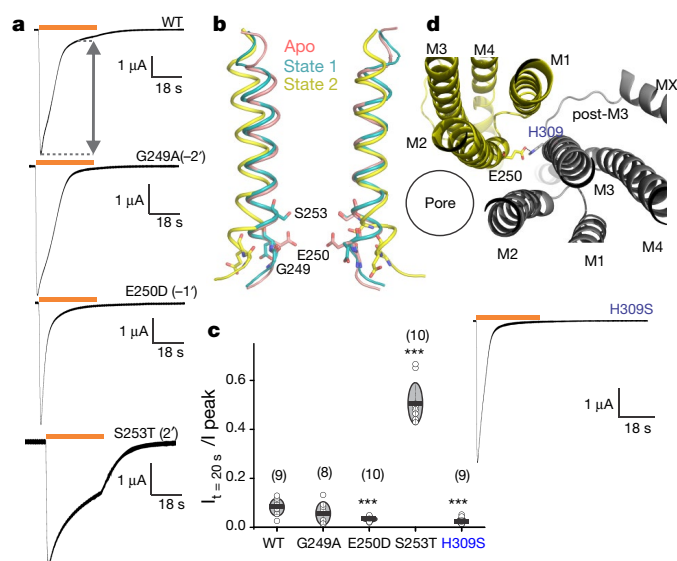 a
WT
1 µA
18 s
G249A(–2′)
1 µA
18 s
E250D (–1′)
1 µA
18 s
S253T (2′)
1 µA
18 s
b
Apo
State 1
State 2
S253
E250
G249
d
M3
M4
M1
MX
post-M3
H309
M2
E250
M3
Pore
M2
M1
M4
c
I t = 20 s /I peak
0.6
0.4
0.2
0.0
(9)
(8)
(10)
***
(10)
***
(9)
***
WT
G249A
E250D
S253T
H309S
H309S
1 µA
18 s